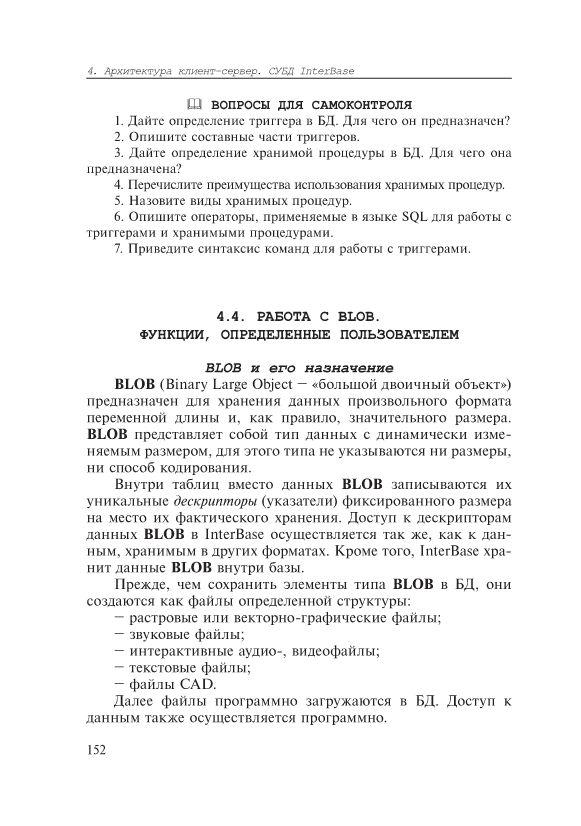 4. Архитектура клиент-сервер. СУБД InterBase
ВОПРОСЫ ДЛЯ САМОКОНТРОЛЯ
1. Дайте определение триггера в БД. Для чего он предназначен?
2. Опишите составные части триггеров.
3. Дайте определение хранимой процедуры в БД. Для чего она
предназначена?
4. Перечислите преимущества использования хранимых процедур.
5. Назовите виды хранимых процедур.
6. Опишите операторы, применяемые в языке SQL для работы с
триггерами и хранимыми процедурами.
7. Приведите синтаксис команд для работы с триггерами.
4.4. РАБОТА С BLOB.
ФУНКЦИИ, ОПРЕДЕЛЕННЫЕ ПОЛЬЗОВАТЕЛЕМ
BLOB и его назначение
BLOB (Binary Large Object – «большой двоичный объект»)
предназначен для хранения данных произвольного формата
переменной длины и, как правило, значительного размера.
BLOB представляет собой тип данных с динамически изме-
няемым размером, для этого типа не указываются ни размеры,
ни способ кодирования.
Внутри таблиц вместо данных BLOB записываются их
уникальные дескрипторы (указатели) фиксированного размера
на место их фактического хранения. Доступ к дескрипторам
данных BLOB в InterBase осуществляется так же, как к дан-
ным, хранимым в других форматах. Кроме того, InterBase хра-
нит данные BLOB внутри базы.
Прежде, чем сохранить элементы типа BLOB в БД, они
создаются как файлы определенной структуры:
– растровые или векторно-графические файлы;
– звуковые файлы;
– интерактивные аудио-, видеофайлы;
– текстовые файлы;
– файлы CAD.
Далее файлы программно загружаются в БД. Доступ к
данным также осуществляется программно.
152